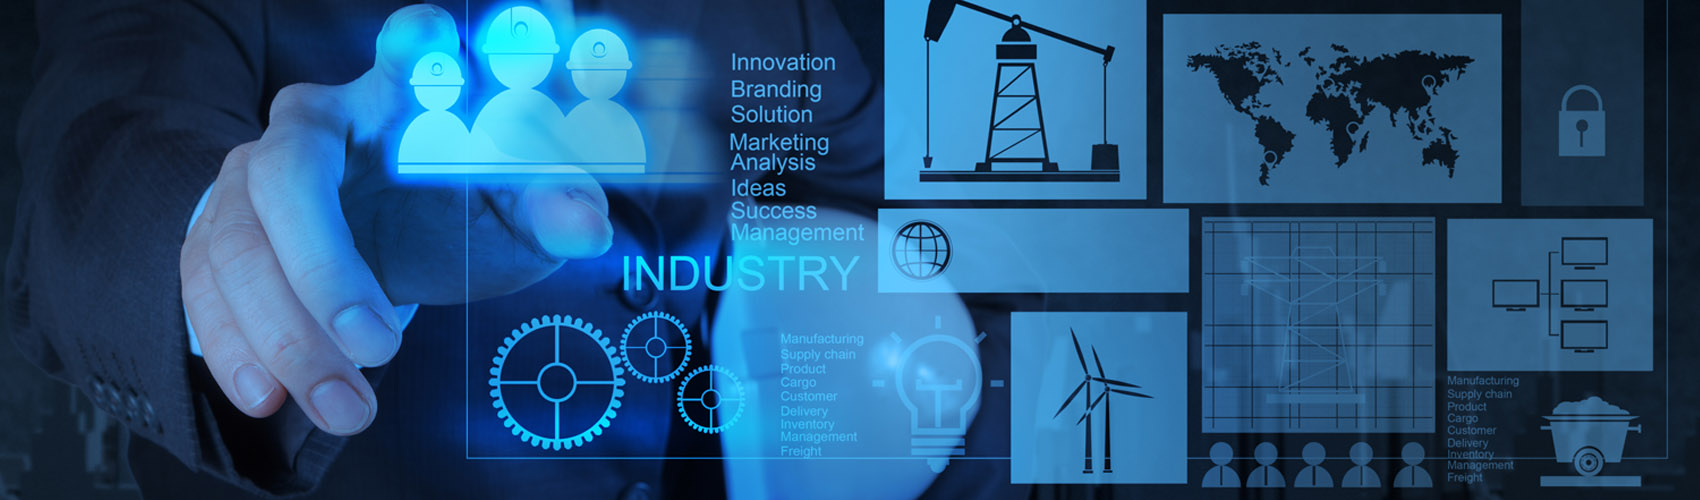 Innovation
Branding
Solution
Marketing
Analysis
Ideas
Success
Management
INDUSTRY
Manufacturing
Supply chain
Product
Cargo
Customer
Delivery
Inventory
Management
Freight
Manufacturing
Supply chain
Product
Cargo
Customer
Delivery
Inventory
Management
Freight